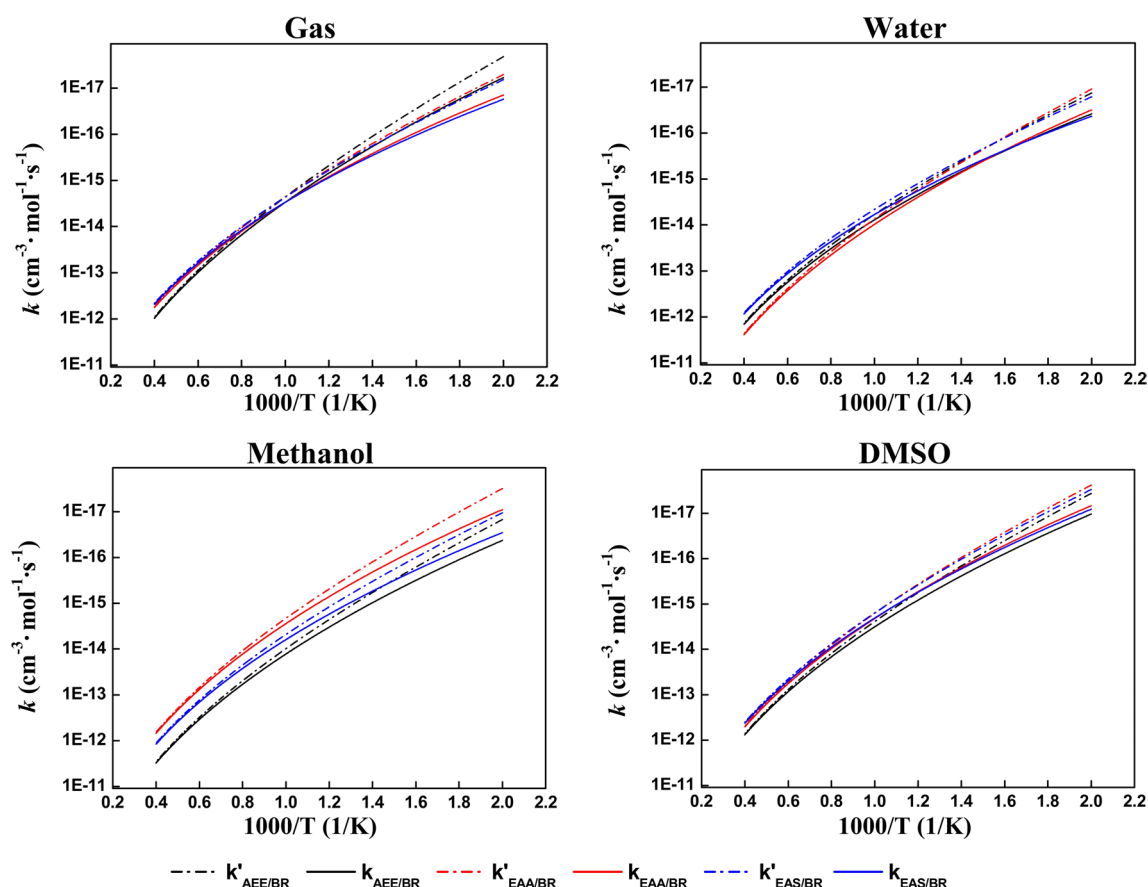 Gas
1E-17
1E-16
1E-15
1E-14
1E-13
1E-12
1E-11
k (cm⁻³· mol⁻¹·s⁻¹)
0.2 0.4 0.6 0.8 1.0 1.2 1.4 1.6 1.8 2.0 2.2
1000/T (1/K)
Water
1E-17
1E-16
1E-15
1E-14
1E-13
1E-12
1E-11
k (cm⁻³· mol⁻¹·s⁻¹)
0.2 0.4 0.6 0.8 1.0 1.2 1.4 1.6 1.8 2.0 2.2
1000/T (1/K)
Methanol
1E-17
1E-16
1E-15
1E-14
1E-13
1E-12
1E-11
k (cm⁻³· mol⁻¹·s⁻¹)
0.2 0.4 0.6 0.8 1.0 1.2 1.4 1.6 1.8 2.0 2.2
1000/T (1/K)
DMSO
1E-17
1E-16
1E-15
1E-14
1E-13
1E-12
1E-11
k (cm⁻³· mol⁻¹·s⁻¹)
0.2 0.4 0.6 0.8 1.0 1.2 1.4 1.6 1.8 2.0 2.2
1000/T (1/K)
k'AEE/BR kAEE/BR k'EAA/BR kEAA/BR k'EAS/BR kEAS/BR